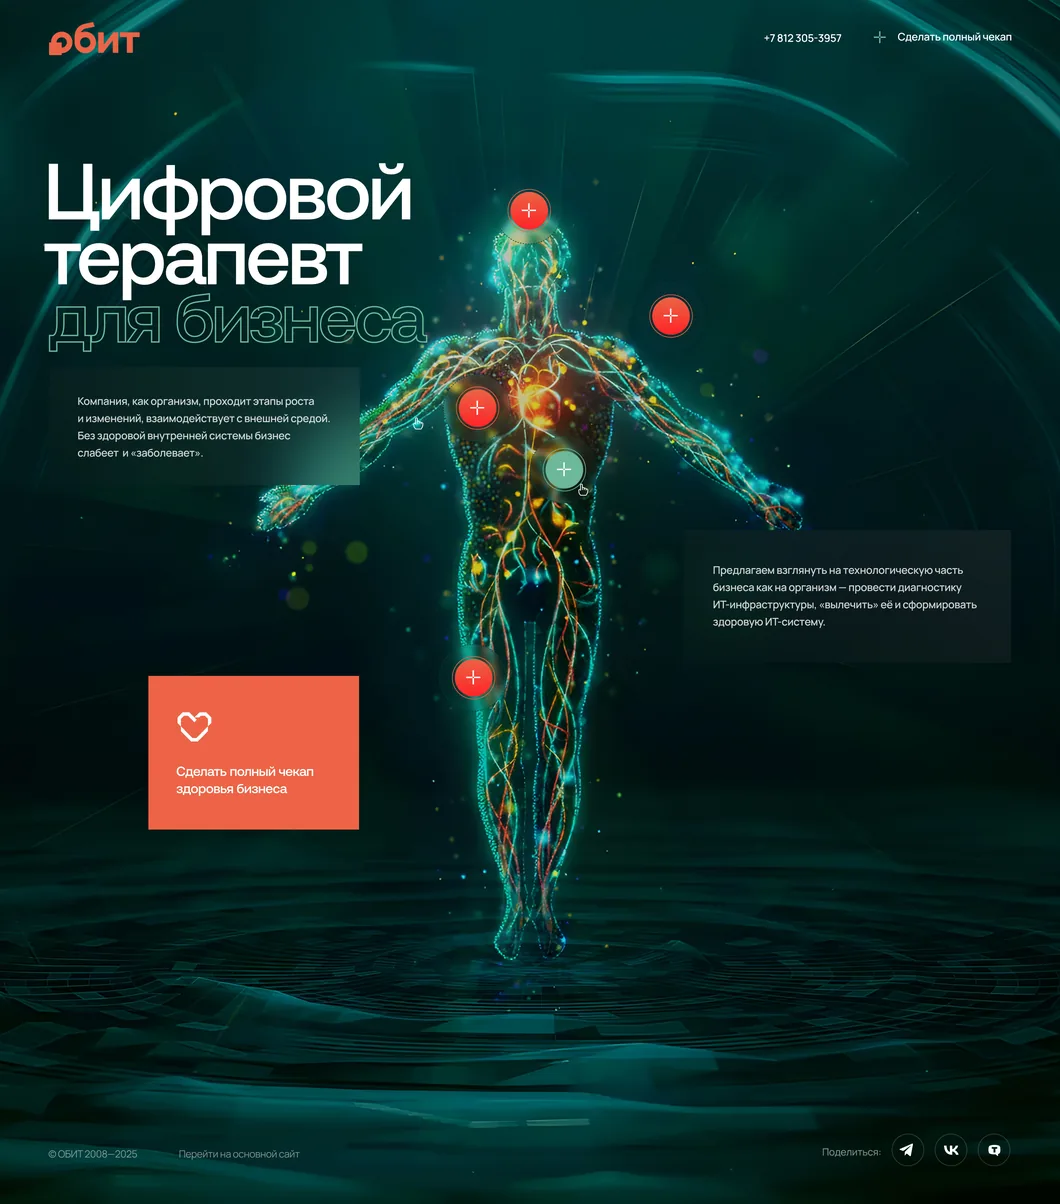 обит
+7 812 305-3957
Сделать полный чекап
Цифровой
терапевт
для бизнеса
Компания, как организм, проходит этапы роста
и изменений, взаимодействует с внешней средой.
Без здоровой внутренней системы бизнес
слабеет и «заболевает».
Предлагаем взглянуть на технологическую часть
бизнеса как на организм — провести диагностику
ИТ-инфраструктуры, «вылечить» её и сформировать
здоровую ИТ-систему.
Сделать полный чекап
здоровья бизнеса
© ОБИТ 2008—2025
Перейти на основной сайт
Поделиться: